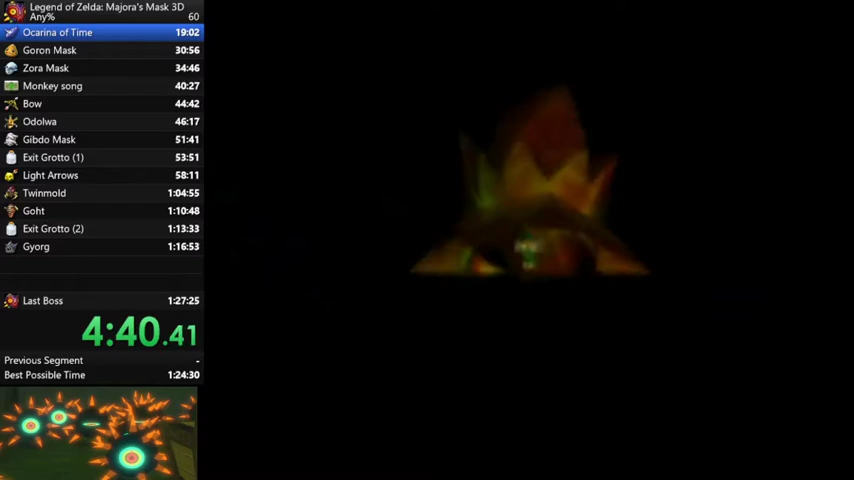 Legend of Zelda: Majora's Mask 3D
Any% 60
Ocarina of Time 19:02
Goron Mask 30:56
Zora Mask 34:46
Monkey song 40:27
Bow 44:42
Odolwa 46:17
Gibdo Mask 51:41
Exit Grotto (1) 53:51
Light Arrows 58:11
Twinmold 1:04:55
Goht 1:10:48
Exit Grotto (2) 1:13:33
Gyorg 1:16:53
Last Boss 1:27:25
4:40.41
Previous Segment -
Best Possible Time 1:24:30